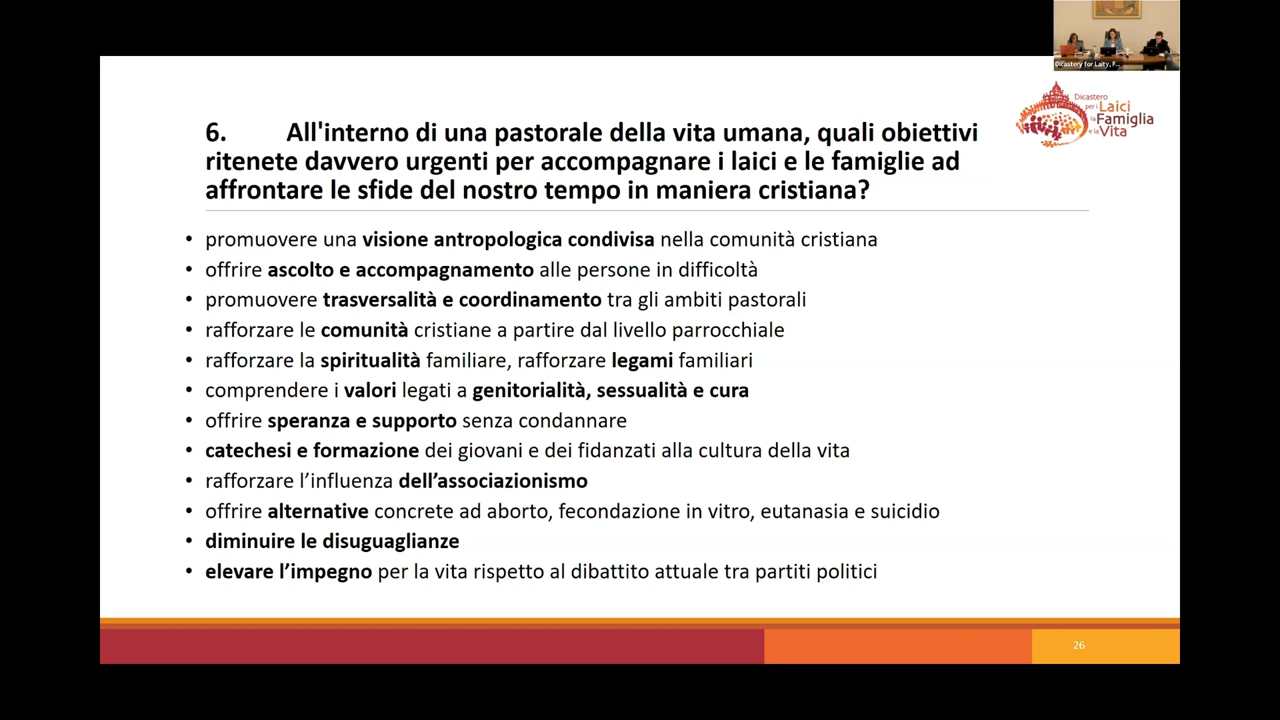 Dicastery for Laity, F...
Dicastero
per i Laici
la Famiglia
e la Vita
6. All'interno di una pastorale della vita umana, quali obiettivi
ritenete davvero urgenti per accompagnare i laici e le famiglie ad
affrontare le sfide del nostro tempo in maniera cristiana?
• promuovere una visione antropologica condivisa nella comunità cristiana
• offrire ascolto e accompagnamento alle persone in difficoltà
• promuovere trasversalità e coordinamento tra gli ambiti pastorali
• rafforzare le comunità cristiane a partire dal livello parrocchiale
• rafforzare la spiritualità familiare, rafforzare legami familiari
• comprendere i valori legati a genitorialità, sessualità e cura
• offrire speranza e supporto senza condannare
• catechesi e formazione dei giovani e dei fidanzati alla cultura della vita
• rafforzare l’influenza dell’associazionismo
• offrire alternative concrete ad aborto, fecondazione in vitro, eutanasia e suicidio
• diminuire le disuguaglianze
• elevare l’impegno per la vita rispetto al dibattito attuale tra partiti politici
26